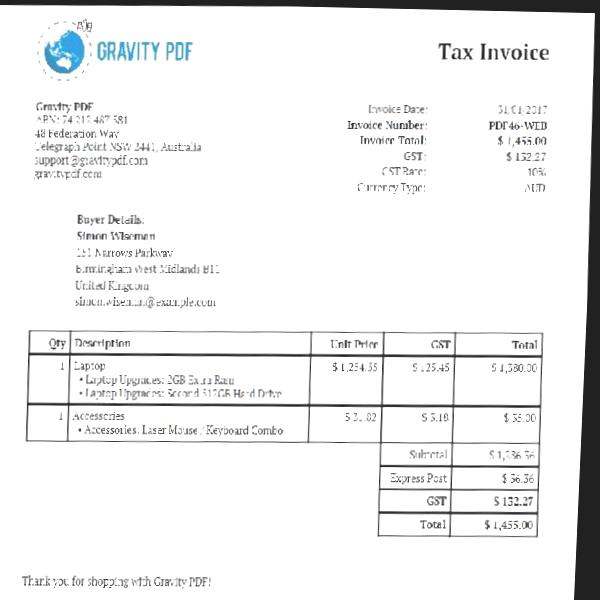 GRAVITY PDF
Tax Invoice
Gravity PDF
ABN: 74 212 487 581
48 Federation Way
Telegraph Point NSW 2441, Australia
support@gravitypdf.com
gravitypdf.com
Invoice Date: 31/01/2017
Invoice Number: PDF46-WEB
Invoice Total: $ 1,455.00
GST: $ 132.27
GST Rate: 10%
Currency Type: AUD
Buyer Details:
Simon Wiseman
Narrows Parkway
Birmingham West Midlands
United Kingdom
simon.wiseman@example.com
Qty Description Unit Price GST Total
1 Laptop $ 1,254.55 $ 125.45 $ 1,380.00
• Laptop Upgrades: 2GB Extra Ram
• Laptop Upgrades: Second 512GB Hard Drive
1 Accessories $ 31.82 $ 3.18 $ 35.00
• Accessories: Laser Mouse / Keyboard Combo
Subtotal $ 1,286.36
Express Post $ 36.36
GST $ 132.27
Total $ 1,455.00
Thank you for shopping with Gravity PDF!